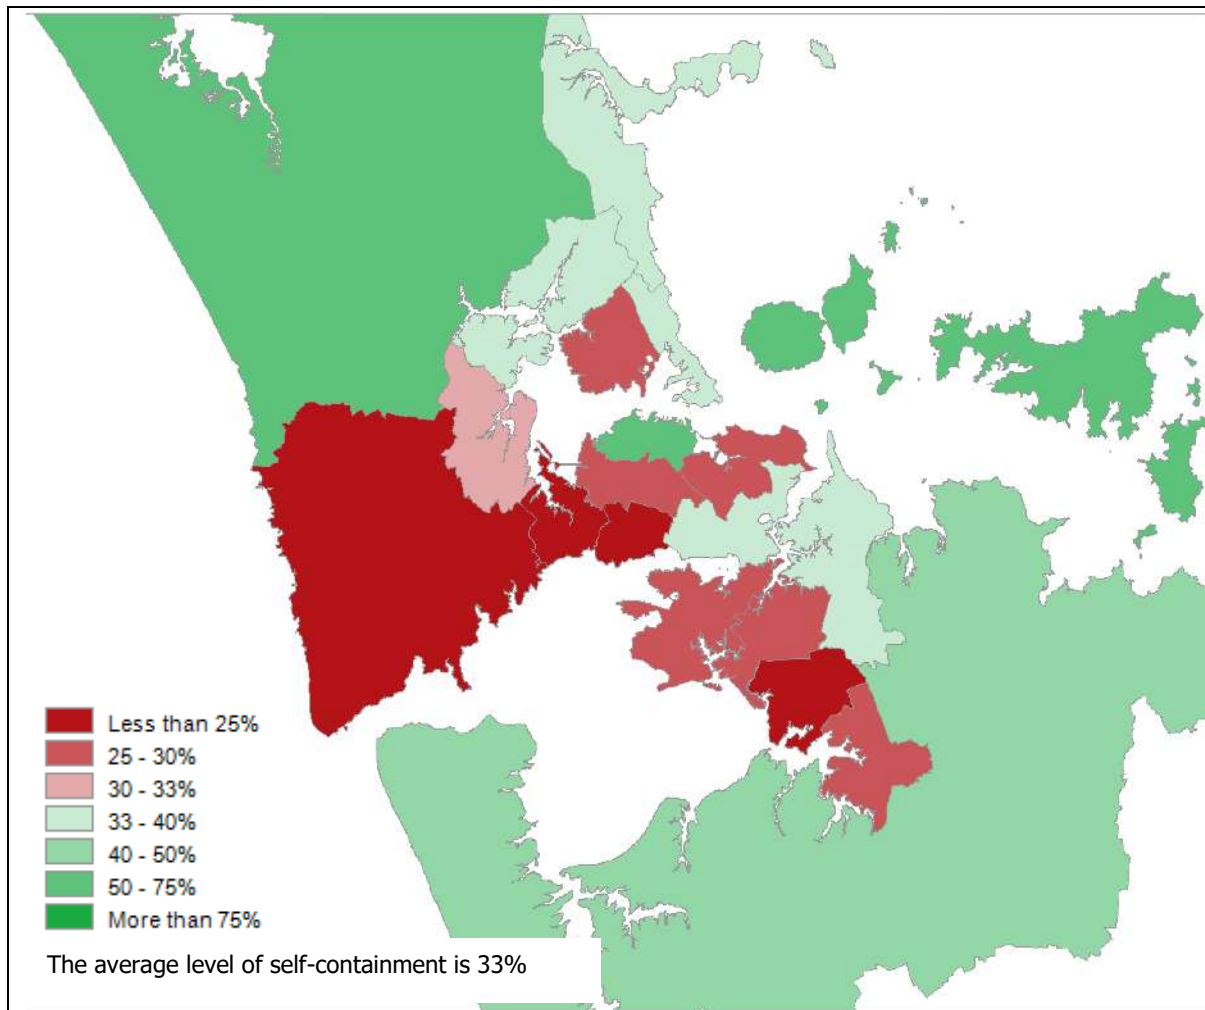 Less than 25%
25 - 30%
30 - 33%
33 - 40%
40 - 50%
50 - 75%
More than 75%
The average level of self-containment is 33%